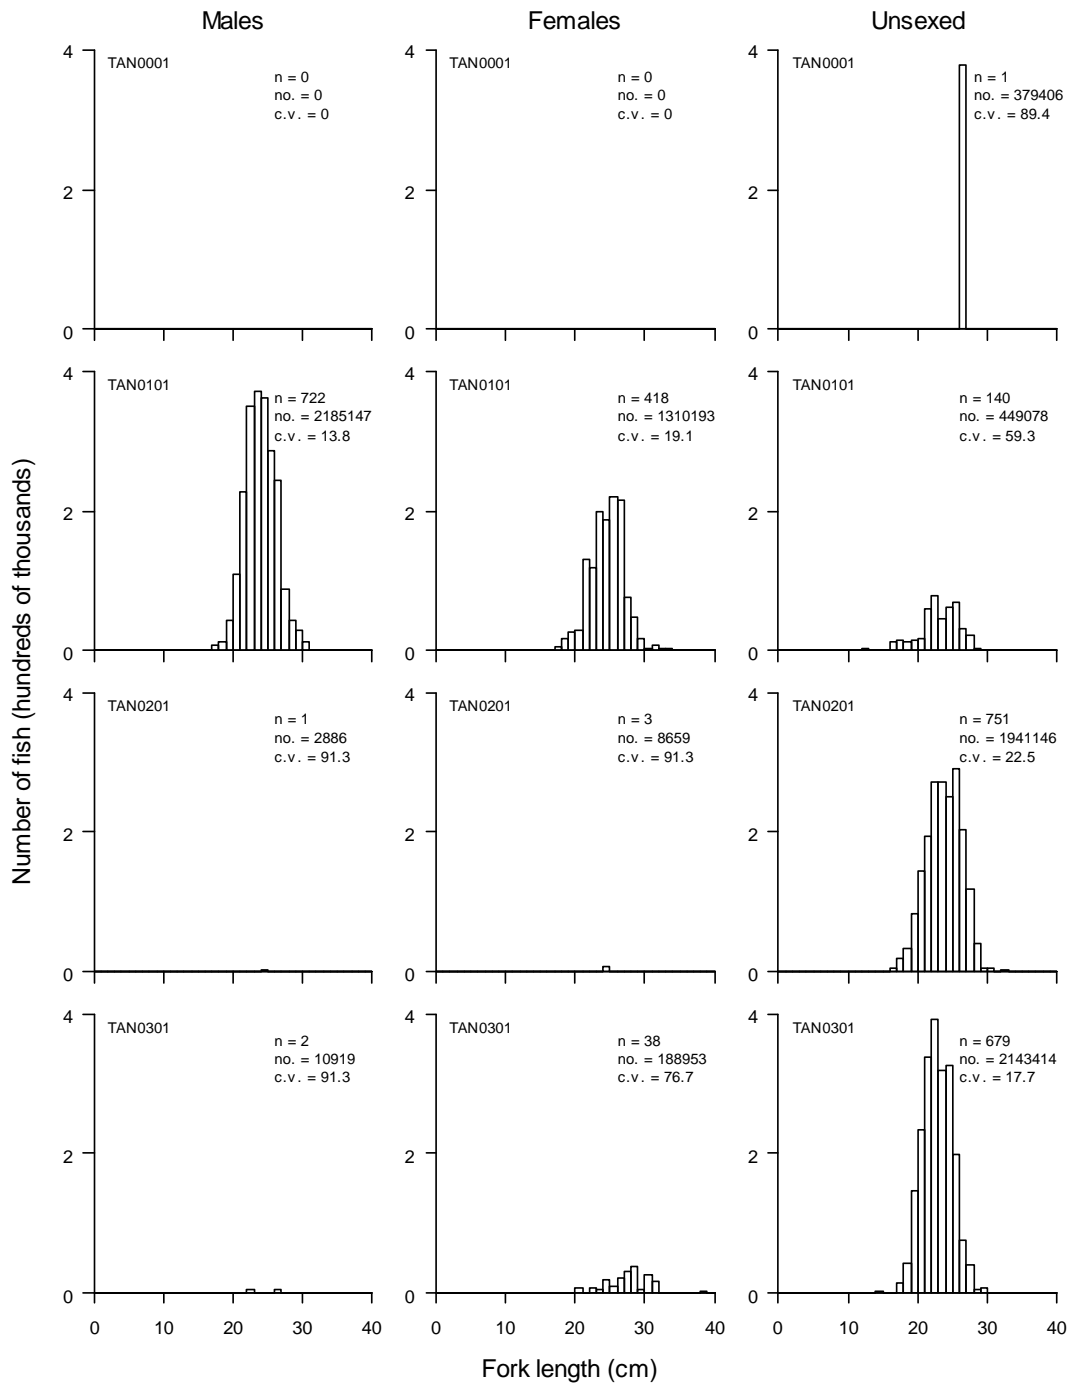 Males
Females
Unsexed
4
2
0
TAN0001
n = 0
no. = 0
c.v. = 0
4
2
0
TAN0001
n = 0
no. = 0
c.v. = 0
4
2
0
TAN0001
n = 1
no. = 379406
c.v. = 89.4
4
2
0
TAN0101
n = 722
no. = 2185147
c.v. = 13.8
4
2
0
TAN0101
n = 418
no. = 1310193
c.v. = 19.1
4
2
0
TAN0101
n = 140
no. = 449078
c.v. = 59.3
4
2
0
TAN0201
n = 1
no. = 2886
c.v. = 91.3
4
2
0
TAN0201
n = 3
no. = 8659
c.v. = 91.3
4
2
0
TAN0201
n = 751
no. = 1941146
c.v. = 22.5
4
2
0
TAN0301
n = 2
no. = 10919
c.v. = 91.3
4
2
0
TAN0301
n = 38
no. = 188953
c.v. = 76.7
4
2
0
TAN0301
n = 679
no. = 2143414
c.v. = 17.7
0 10 20 30 40
0 10 20 30 40
0 10 20 30 40
Number of fish (hundreds of thousands)
Fork length (cm)